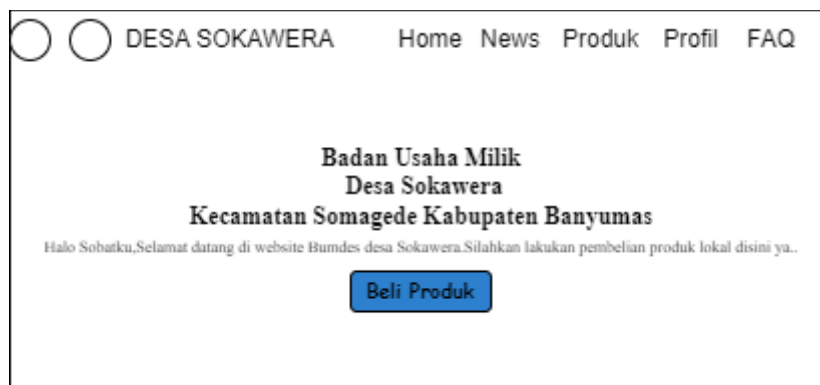 DESA SOKAWERA Home News Produk Profil FAQ
Badan Usaha Milik
Desa Sokawera
Kecamatan Somagede Kabupaten Banyumas
Halo Sobatku,Selamat datang di website Bumdes desa Sokawera.Silahkan lakukan pembelian produk lokal disini ya..
Beli Produk